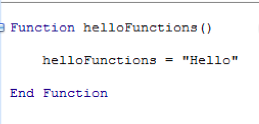 Function helloFunctions()
helloFunctions = "Hello"
End Function